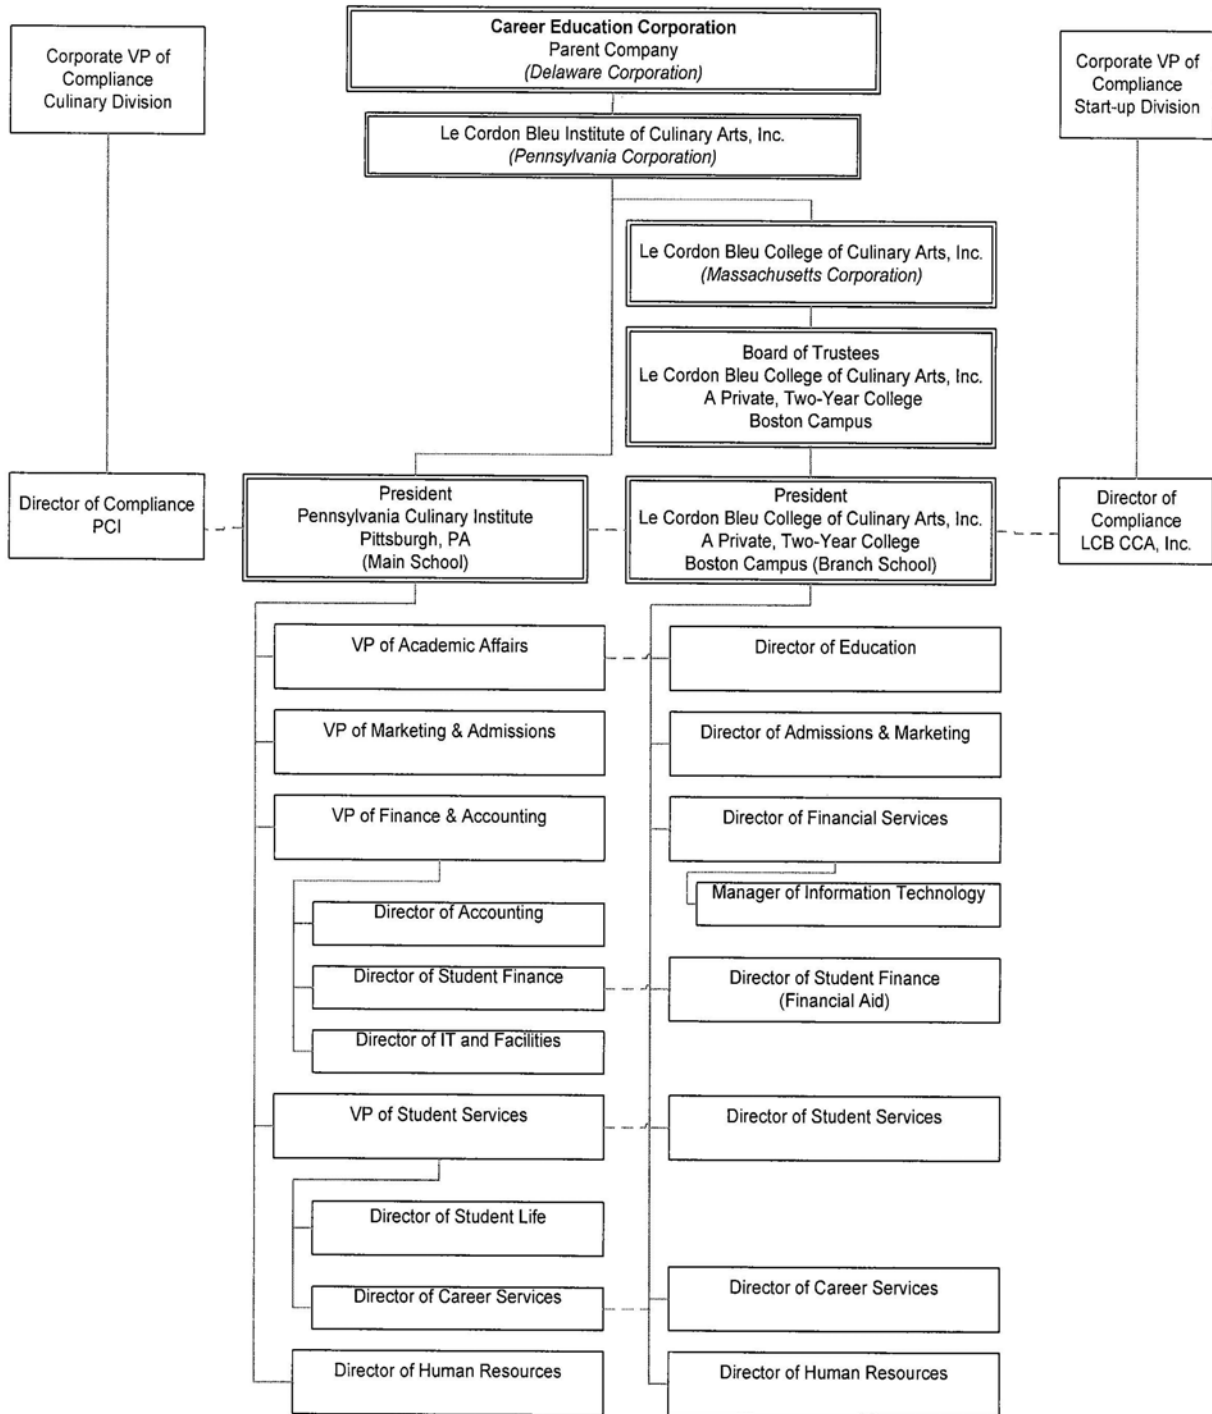 Career Education Corporation
Parent Company
(Delaware Corporation)
Corporate VP of
Compliance
Culinary Division
Corporate VP of
Compliance
Start-up Division
Le Cordon Bleu Institute of Culinary Arts, Inc.
(Pennsylvania Corporation)
Le Cordon Bleu College of Culinary Arts, Inc.
(Massachusetts Corporation)
Board of Trustees
Le Cordon Bleu College of Culinary Arts, Inc.
A Private, Two-Year College
Boston Campus
Director of Compliance
PCI
President
Pennsylvania Culinary Institute
Pittsburgh, PA
(Main School)
President
Le Cordon Bleu College of Culinary Arts, Inc.
A Private, Two-Year College
Boston Campus (Branch School)
Director of
Compliance
LCB CCA, Inc.
VP of Academic Affairs
Director of Education
VP of Marketing & Admissions
Director of Admissions & Marketing
VP of Finance & Accounting
Director of Financial Services
Manager of Information Technology
Director of Accounting
Director of Student Finance
Director of Student Finance
(Financial Aid)
Director of IT and Facilities
VP of Student Services
Director of Student Services
Director of Student Life
Director of Career Services
Director of Career Services
Director of Human Resources
Director of Human Resources